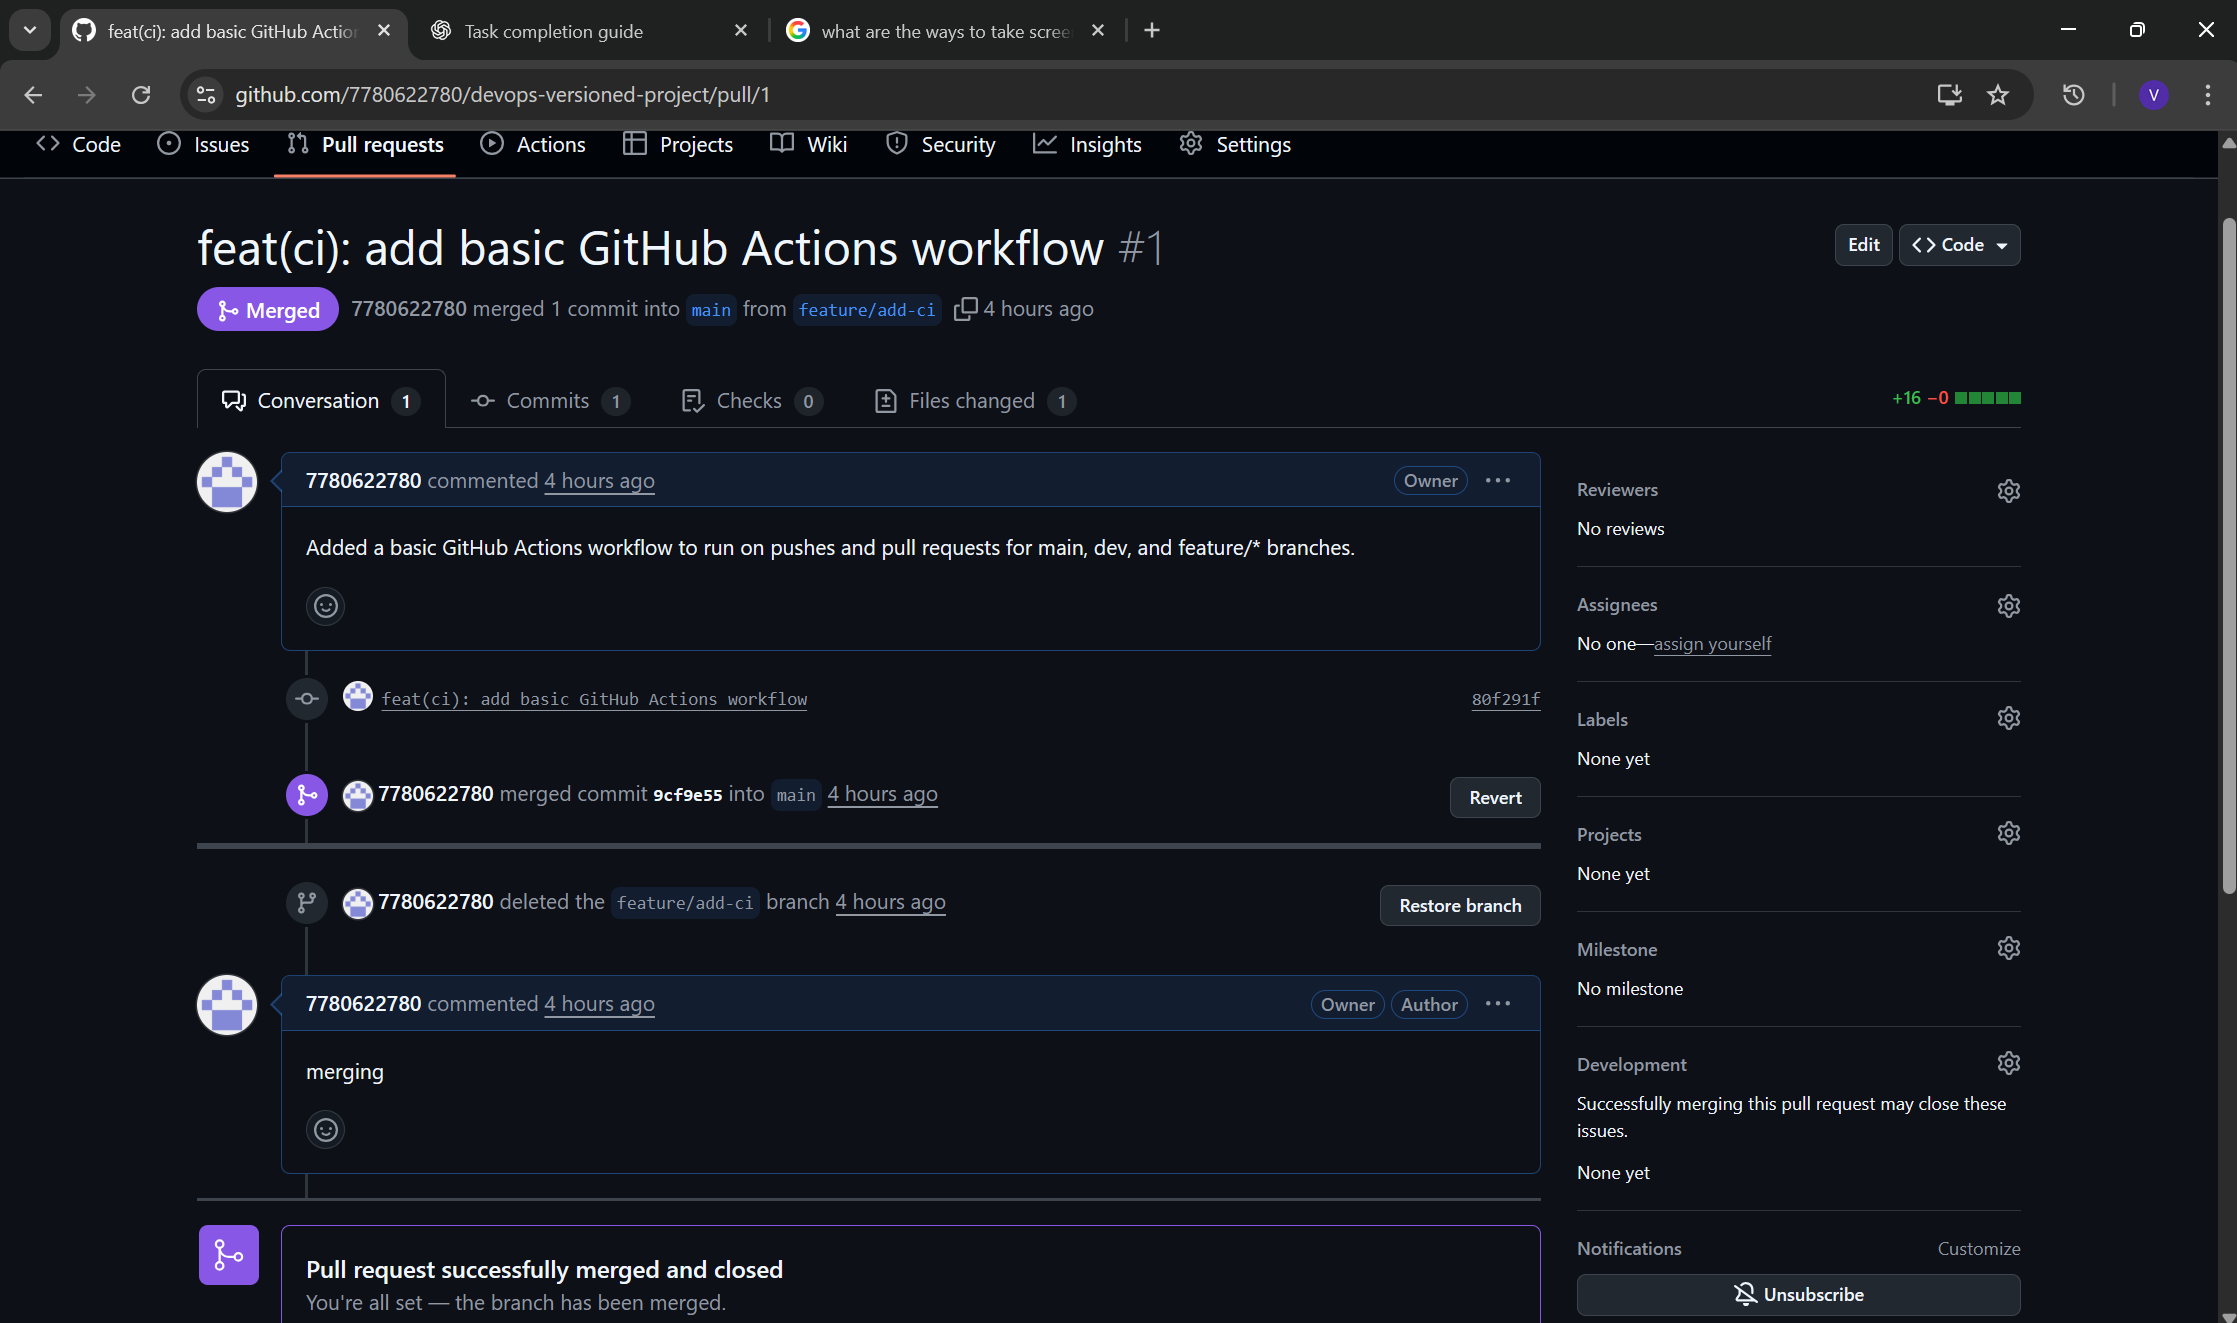 feat(ci): add basic GitHub Actio
Task completion guide
what are the ways to take scree
github.com/7780622780/devops-versioned-project/pull/1
V
Code
Issues
Pull requests
Actions
Projects
Wiki
Security
Insights
Settings
feat(ci): add basic GitHub Actions workflow #1
Edit
Code
Merged
7780622780 merged 1 commit into main from feature/add-ci 4 hours ago
Conversation 1
Commits 1
Checks 0
Files changed 1
+16 −0
7780622780 commented 4 hours ago
Owner
Added a basic GitHub Actions workflow to run on pushes and pull requests for main, dev, and feature/* branches.
feat(ci): add basic GitHub Actions workflow
80f291f
7780622780 merged commit 9cf9e55 into main 4 hours ago
Revert
7780622780 deleted the feature/add-ci branch 4 hours ago
Restore branch
7780622780 commented 4 hours ago
Owner
Author
merging
Pull request successfully merged and closed
You're all set — the branch has been merged.
Reviewers
No reviews
Assignees
No one—assign yourself
Labels
None yet
Projects
None yet
Milestone
No milestone
Development
Successfully merging this pull request may close these
issues.
None yet
Notifications
Customize
Unsubscribe